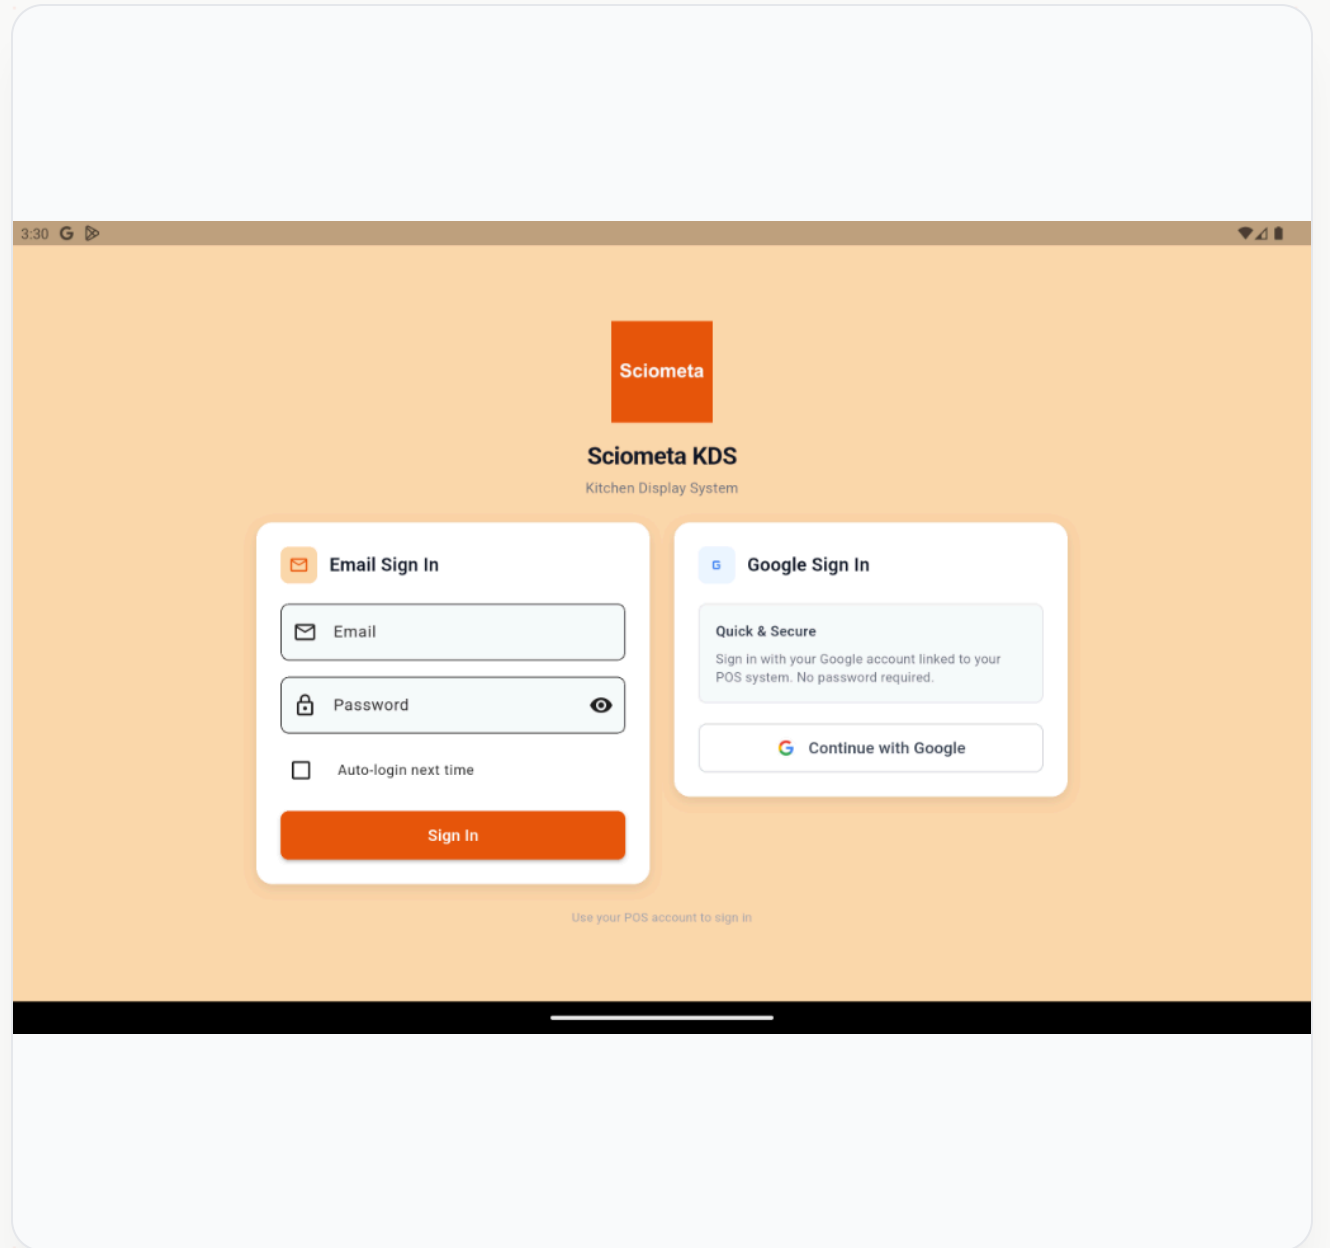 3:30
Sciometa
Sciometa KDS
Kitchen Display System
Email Sign In
Email
Password
Auto-login next time
Sign In
Google Sign In
Quick & Secure
Sign in with your Google account linked to your
POS system. No password required.
Continue with Google
Use your POS account to sign in